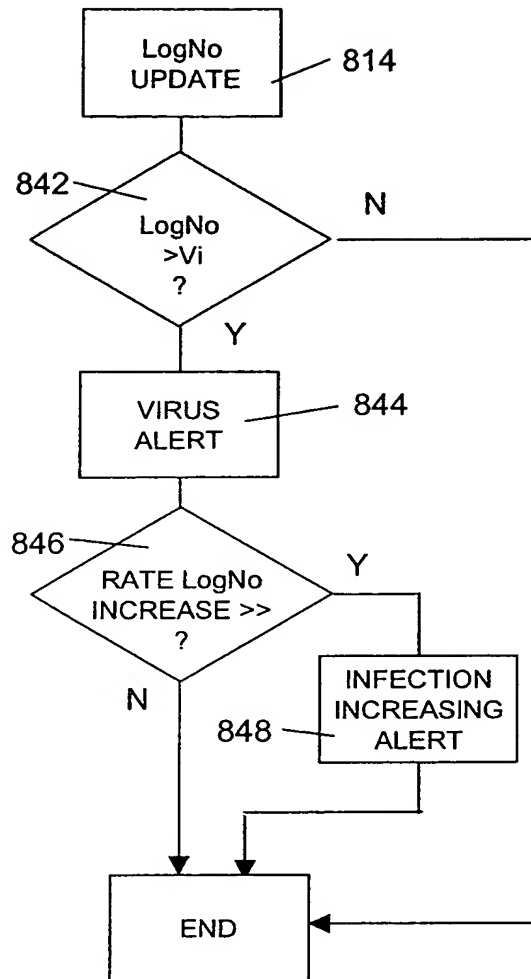 LogNo
UPDATE
814
842
LogNo
>Vi
?
N
Y
VIRUS
ALERT
844
846
RATE LogNo
INCREASE >>
?
Y
N
INFECTION
INCREASING
ALERT
848
END